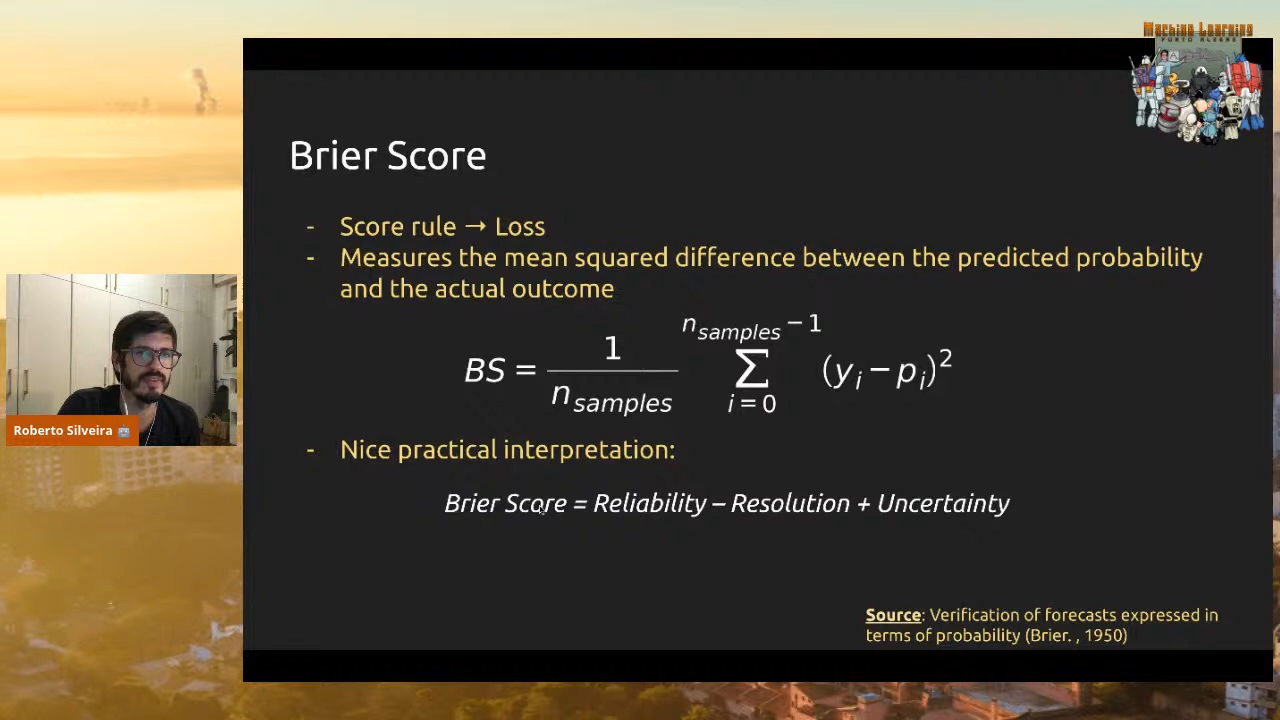 Machine Learning
PORTO ALEGRE
Brier Score
- Score rule → Loss
- Measures the mean squared difference between the predicted probability
and the actual outcome
BS = 1/n_samples ∑_{i=0}^{n_samples − 1} (y_i − p_i)^2
- Nice practical interpretation:
Brier Score = Reliability – Resolution + Uncertainty
Roberto Silveira 🤖
Source: Verification of forecasts expressed in
terms of probability (Brier. , 1950)